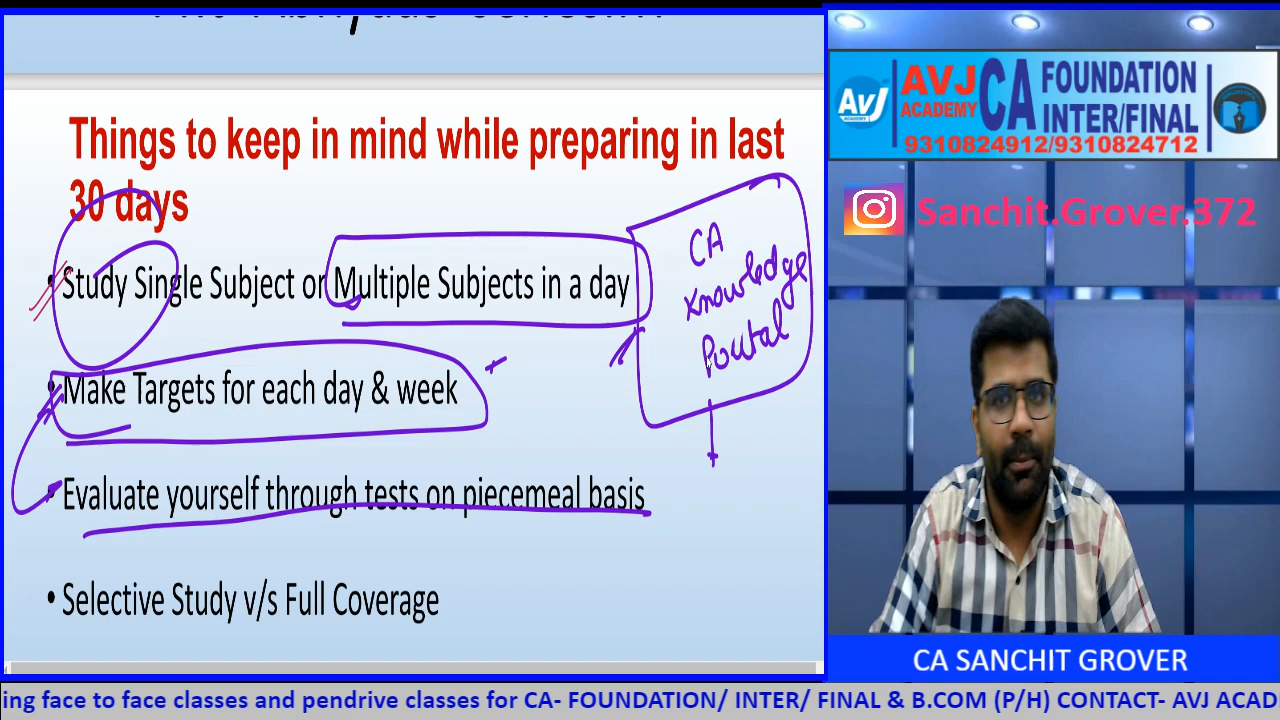 Things to keep in mind while preparing in last
30 days
• Study Single Subject or Multiple Subjects in a day
• Make Targets for each day & week
• Evaluate yourself through tests on piecemeal basis
• Selective Study v/s Full Coverage
CA
Knowledge
Portal
AVJ
ACADEMY
AVJ
ACADEMY
CA
FOUNDATION
INTER/FINAL
9310824912/9310824712
Sanchit.Grover.372
CA SANCHIT GROVER
ing face to face classes and pendrive classes for CA- FOUNDATION/ INTER/ FINAL & B.COM (P/H) CONTACT- AVJ ACAD